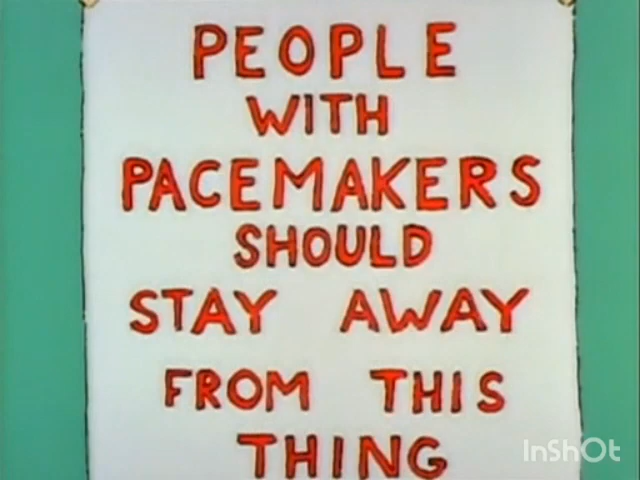 PEOPLE
WITH
PACEMAKERS
SHOULD
STAY AWAY
FROM THIS
THING
InShOt